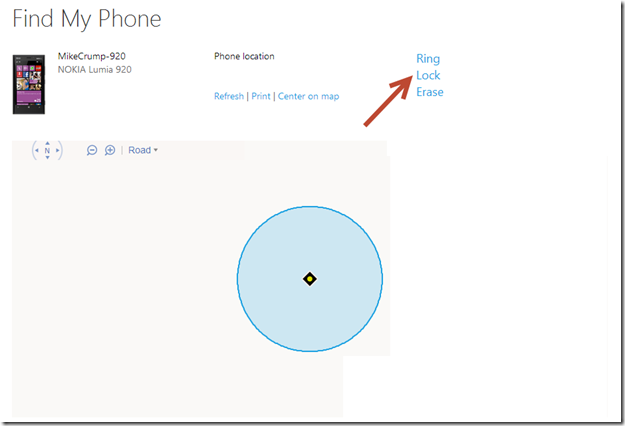 Find My Phone
MikeCrump-920
NOKIA Lumia 920
Phone location
Refresh | Print | Center on map
Ring
Lock
Erase
N
Road